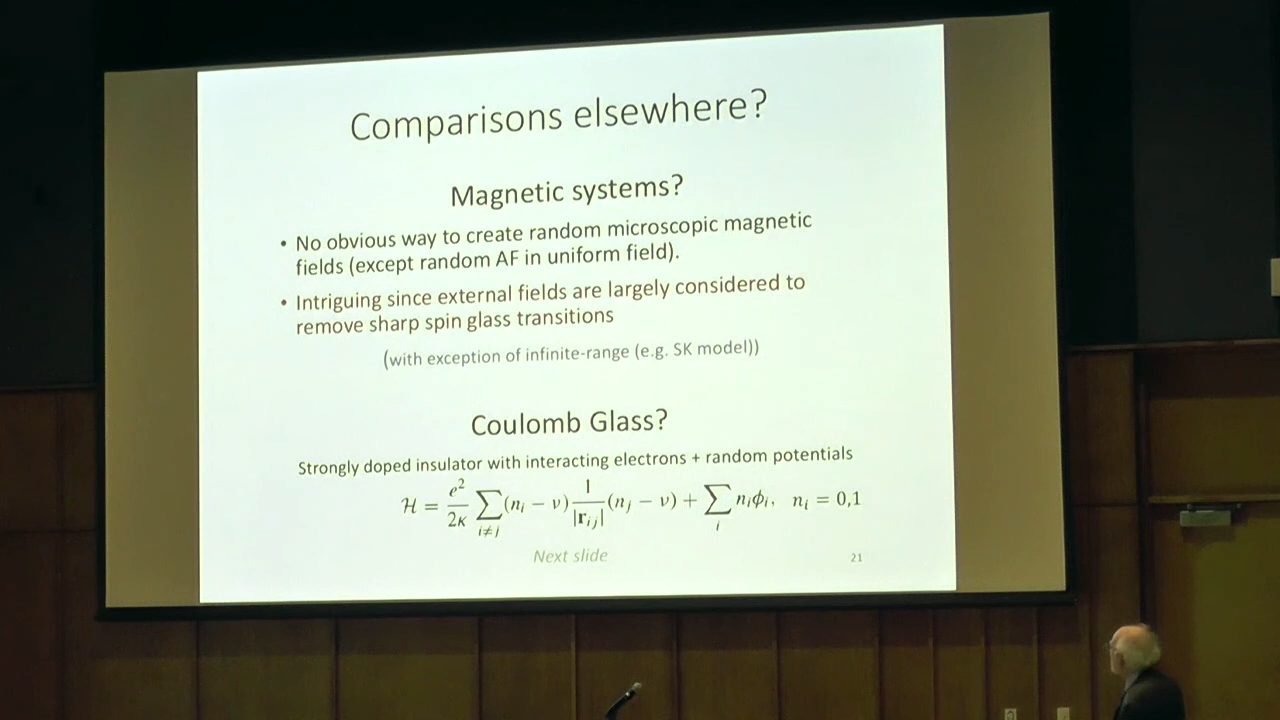 Comparisons elsewhere?
Magnetic systems?
• No obvious way to create random microscopic magnetic
fields (except random AF in uniform field).
• Intriguing since external fields are largely considered to
remove sharp spin glass transitions
(with exception of infinite-range (e.g. SK model))
Coulomb Glass?
Strongly doped insulator with interacting electrons + random potentials
ℋ = e²/2κ ∑_{i≠j} (n_i − ν) 1/|r_{ij}| (n_j − ν) + ∑_i n_i ϕ_i, n_i = 0,1
Next slide
21